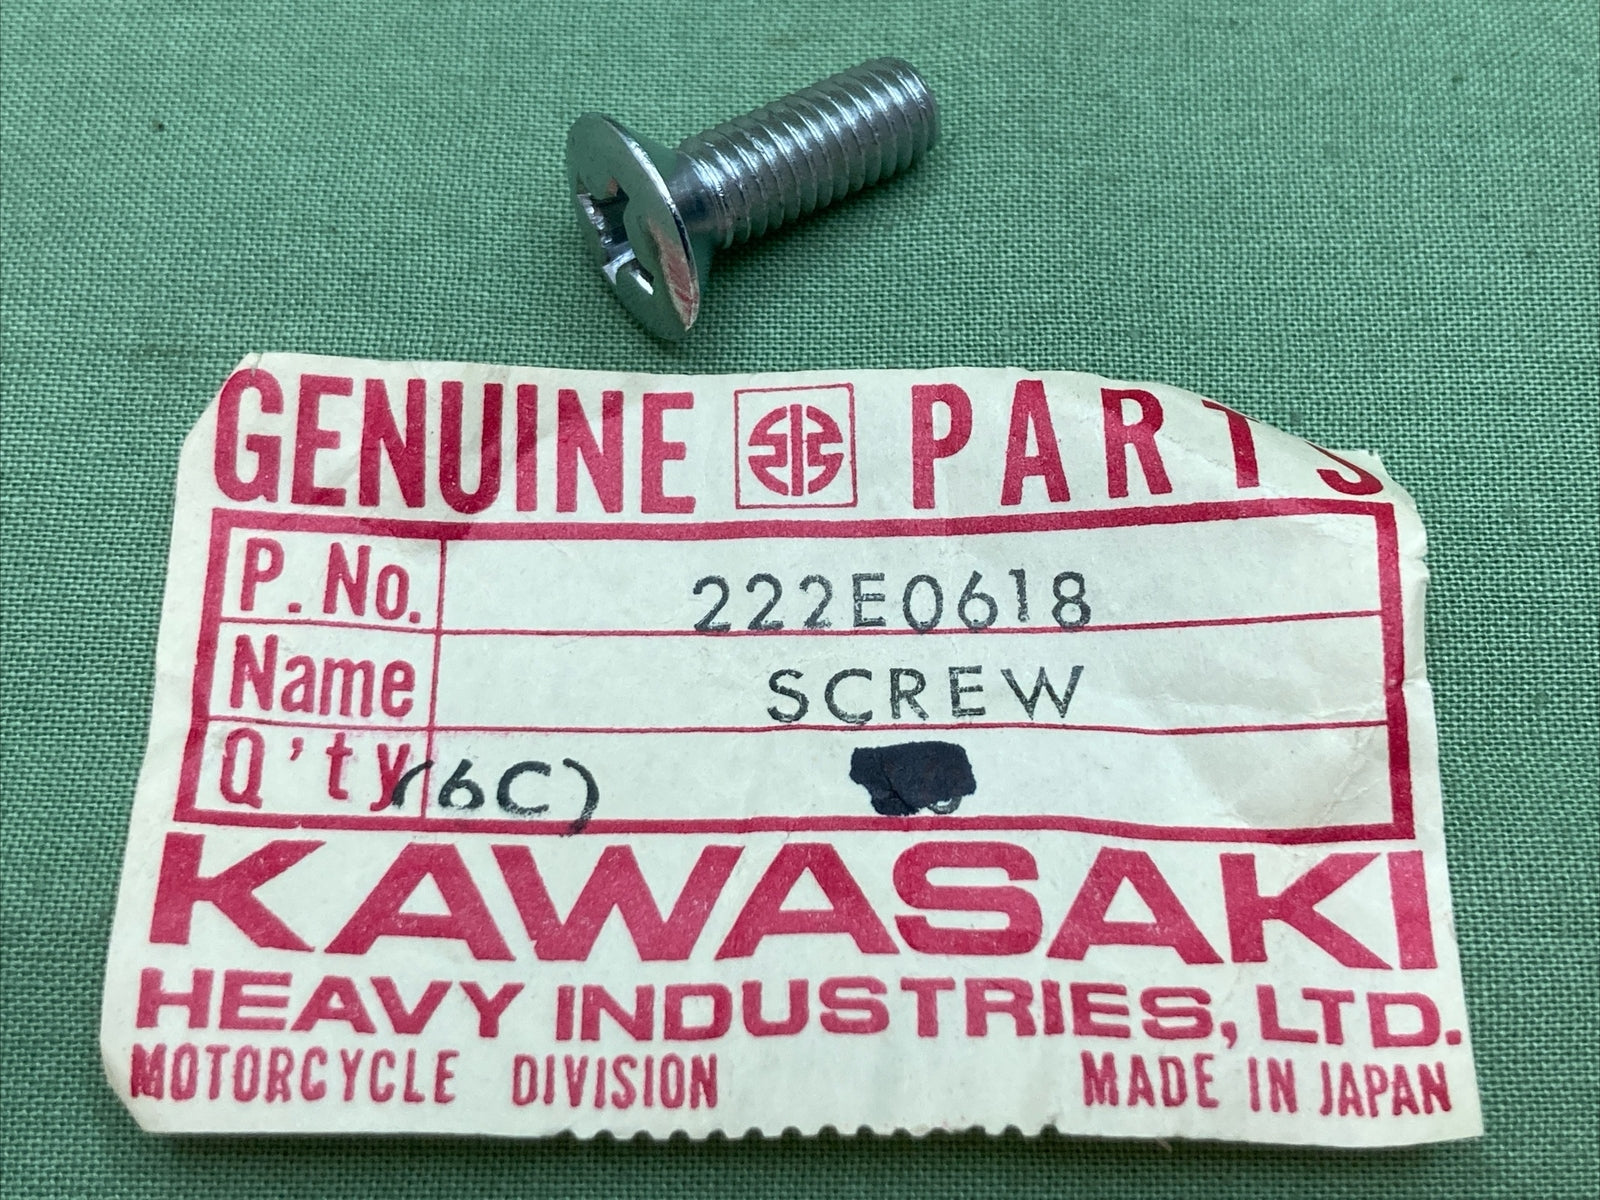 GENUINE PARTS
P. No. 222E0618
Name SCREW
Q'ty (6C)
KAWASAKI
HEAVY INDUSTRIES, LTD.
MOTORCYCLE DIVISION MADE IN JAPAN